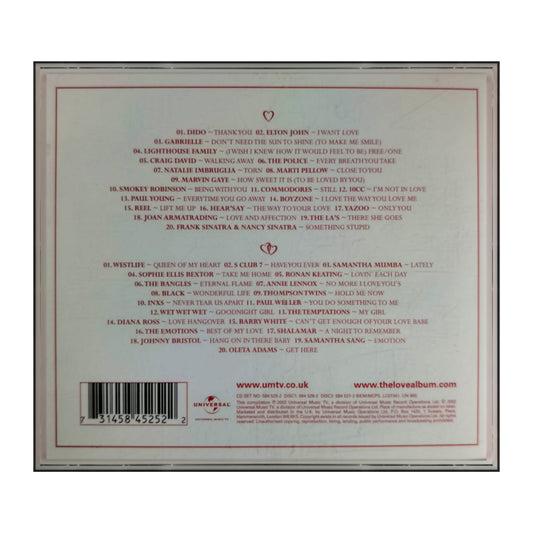 01. DIDO ~ THANK YOU 02. ELTON JOHN ~ I WANT LOVE
03. GABRIELLE ~ DON'T NEED THE SUN TO SHINE (TO MAKE ME SMILE)
04. LIGHTHOUSE FAMILY ~ (I WISH I KNEW HOW IT WOULD FEEL TO BE) FREE/ONE
05. CRAIG DAVID ~ WALKING AWAY 06. THE POLICE ~ EVERY BREATH YOU TAKE
07. NATALIE IMBRUGLIA ~ TORN 08. MARTI PELLOW ~ CLOSE TO YOU
09. MARVIN GAYE ~ HOW SWEET IT IS (TO BE LOVED BY YOU)
10. SMOKEY ROBINSON ~ BEING WITH YOU 11. COMMODORES ~ STILL 12. 10CC ~ I'M NOT IN LOVE
13. PAUL YOUNG ~ EVERYTIME YOU GO AWAY 14. BOYZONE ~ I LOVE THE WAY YOU LOVE ME
15. REEL ~ LIFT ME UP 16. HEAR'SAY ~ THE WAY TO YOUR LOVE 17. YAZOO ~ ONLY YOU
18. JOAN ARMATRADING ~ LOVE AND AFFECTION 19. THE LA'S ~ THERE SHE GOES
20. FRANK SINATRA & NANCY SINATRA ~ SOMETHING STUPID
01. WESTLIFE ~ QUEEN OF MY HEART 02. S CLUB 7 ~ HAVE YOU EVER 03. SAMANTHA MUMBA ~ LATELY
04. SOPHIE ELLIS BEXTOR ~ TAKE ME HOME 05. RONAN KEATING ~ LOVIN' EACH DAY
06. THE BANGLES ~ ETERNAL FLAME 07. ANNIE LENNOX ~ NO MORE I LOVE YOU'S
08. BLACK ~ WONDERFUL LIFE 09. THOMPSON TWINS ~ HOLD ME NOW
10. INXS ~ NEVER TEAR US APART 11. PAUL WELLER ~ YOU DO SOMETHING TO ME
12. WET WET WET ~ GOODNIGHT GIRL 13. THE TEMPTATIONS ~ MY GIRL
14. DIANA ROSS ~ LOVE HANGOVER 15. BARRY WHITE ~ CAN'T GET ENOUGH OF YOUR LOVE BABE
16. THE EMOTIONS ~ BEST OF MY LOVE 17. SHALAMAR ~ A NIGHT TO REMEMBER
18. JOHNNY BRISTOL ~ HANG ON IN THERE BABY 19. SAMANTHA SANG ~ EMOTION
20. OLETA ADAMS ~ GET HERE
www.umtv.co.uk www.thelovealbum.com
7 31458 45252 2
UNIVERSAL